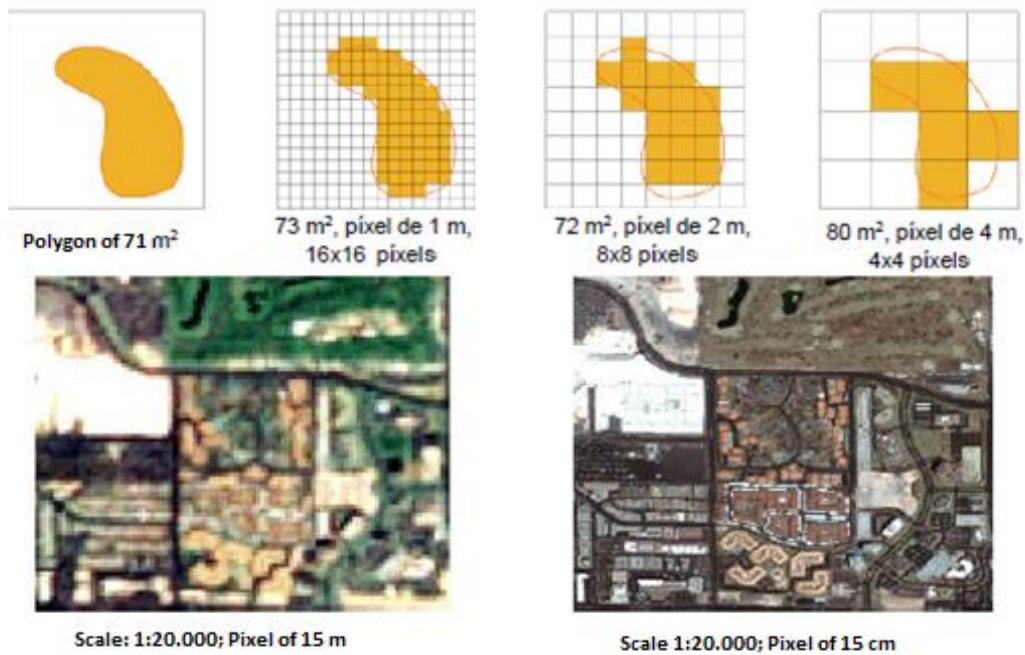 Polygon of 71 m²
73 m², píxel de 1 m,
16x16 píxels
72 m², píxel de 2 m,
8x8 píxels
80 m², píxel de 4 m,
4x4 píxels
Scale: 1:20.000; Pixel of 15 m
Scale 1:20.000; Pixel of 15 cm